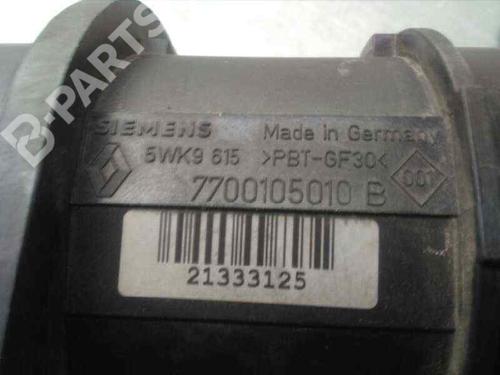 B-PARTS
SIEMENS Made in Germany
5WK9 615 >PBT-GF30< 001
7700105010 B
21333125